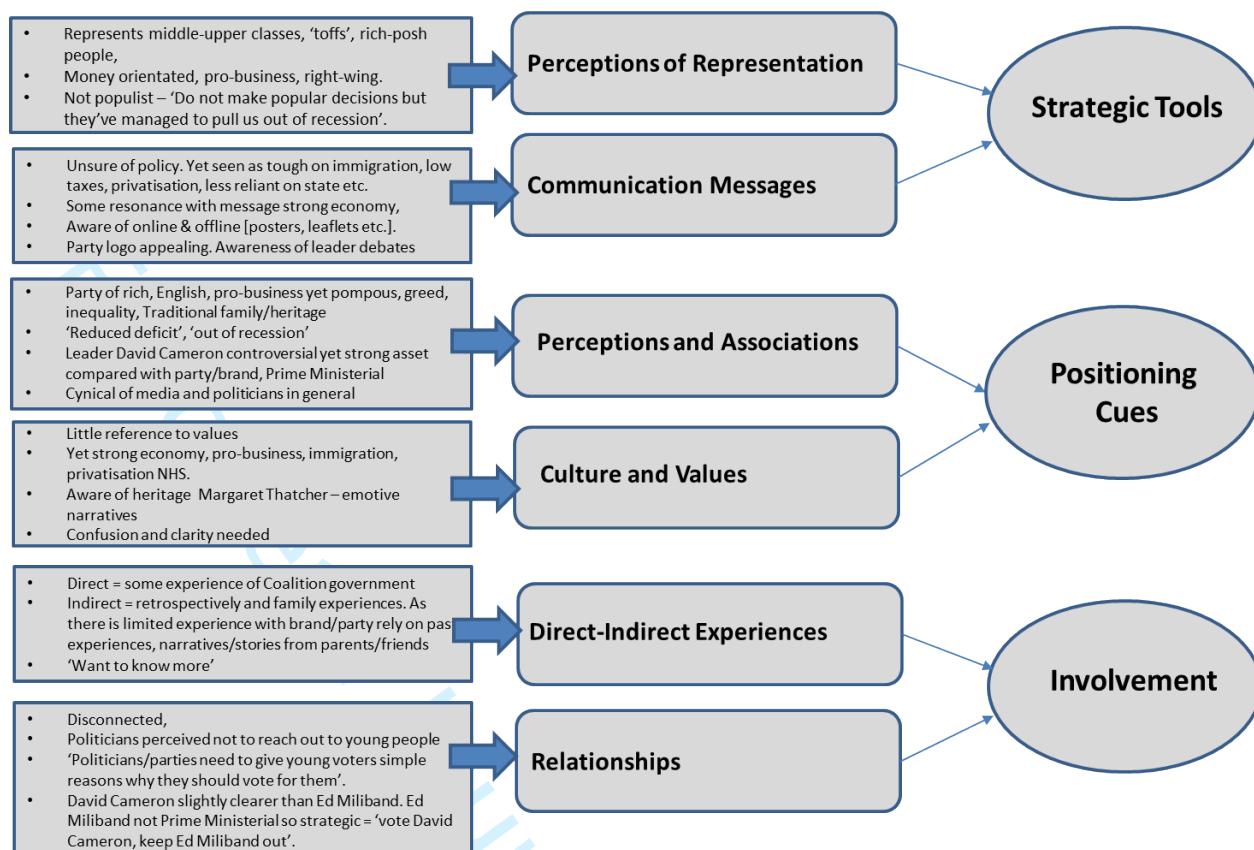 • Represents middle-upper classes, ‘toffs’, rich-posh
people,
• Money orientated, pro-business, right-wing.
• Not populist – ‘Do not make popular decisions but
they’ve managed to pull us out of recession’.
Perceptions of Representation
Strategic Tools
• Unsure of policy. Yet seen as tough on immigration, low
taxes, privatisation, less reliant on state etc.
• Some resonance with message strong economy,
• Aware of online & offline [posters, leaflets etc.].
• Party logo appealing. Awareness of leader debates
Communication Messages
• Party of rich, English, pro-business yet pompous, greed,
inequality, Traditional family/heritage
• ‘Reduced deficit’, ‘out of recession’
• Leader David Cameron controversial yet strong asset
compared with party/brand, Prime Ministerial
• Cynical of media and politicians in general
Perceptions and Associations
Positioning
Cues
• Little reference to values
• Yet strong economy, pro-business, immigration,
privatisation NHS.
• Aware of heritage Margaret Thatcher – emotive
narratives
• Confusion and clarity needed
Culture and Values
• Direct = some experience of Coalition government
• Indirect = retrospectively and family experiences. As
there is limited experience with brand/party rely on pas
experiences, narratives/stories from parents/friends
• ‘Want to know more’
Direct-Indirect Experiences
Involvement
• Disconnected,
• Politicians perceived not to reach out to young people
• ‘Politicians/parties need to give young voters simple
reasons why they should vote for them’.
• David Cameron slightly clearer than Ed Miliband. Ed
Miliband not Prime Ministerial so strategic = ‘vote David
Cameron, keep Ed Miliband out’.
Relationships